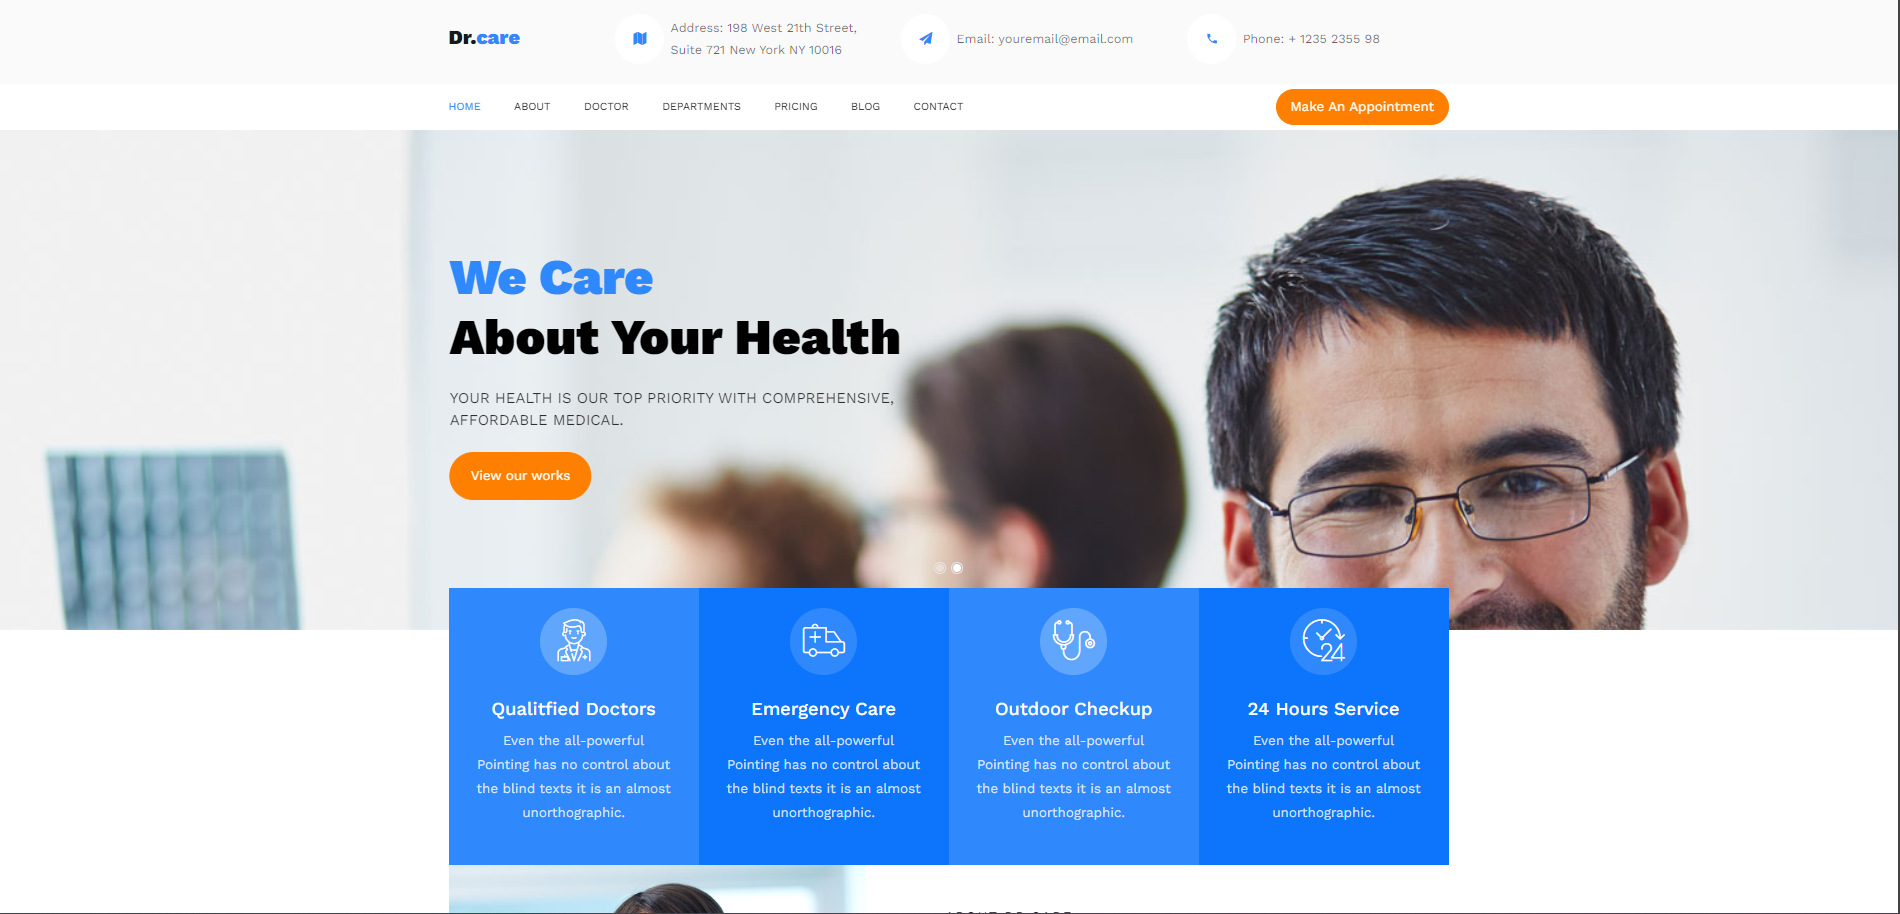 Dr.care
Address: 198 West 21th Street,
Suite 721 New York NY 10016
Email: youremail@email.com
Phone: + 1235 2355 98
HOME ABOUT DOCTOR DEPARTMENTS PRICING BLOG CONTACT
Make An Appointment
We Care
About Your Health
YOUR HEALTH IS OUR TOP PRIORITY WITH COMPREHENSIVE,
AFFORDABLE MEDICAL.
View our works
24
Qualitfied Doctors
Even the all-powerful
Pointing has no control about
the blind texts it is an almost
unorthographic.
Emergency Care
Even the all-powerful
Pointing has no control about
the blind texts it is an almost
unorthographic.
Outdoor Checkup
Even the all-powerful
Pointing has no control about
the blind texts it is an almost
unorthographic.
24 Hours Service
Even the all-powerful
Pointing has no control about
the blind texts it is an almost
unorthographic.